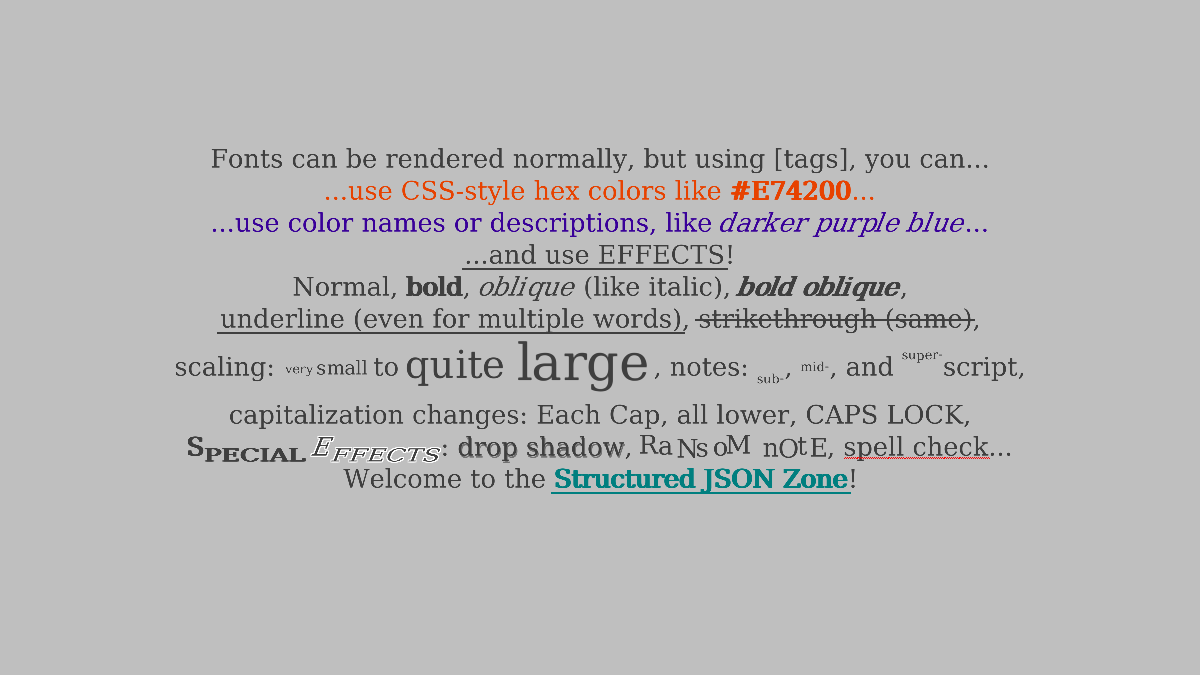 Fonts can be rendered normally, but using [tags], you can...
...use CSS-style hex colors like #E74200...
...use color names or descriptions, like darker purple blue...
...and use EFFECTS!
Normal, bold, oblique (like italic), bold oblique,
underline (even for multiple words), strikethrough (same),
scaling: very small to quite large, notes: sub-, mid-, and super-script,
capitalization changes: Each Cap, all lower, CAPS LOCK,
SPECIAL EFFECTS: drop shadow, RaNsoM nOtE, spell check...
Welcome to the Structured JSON Zone!